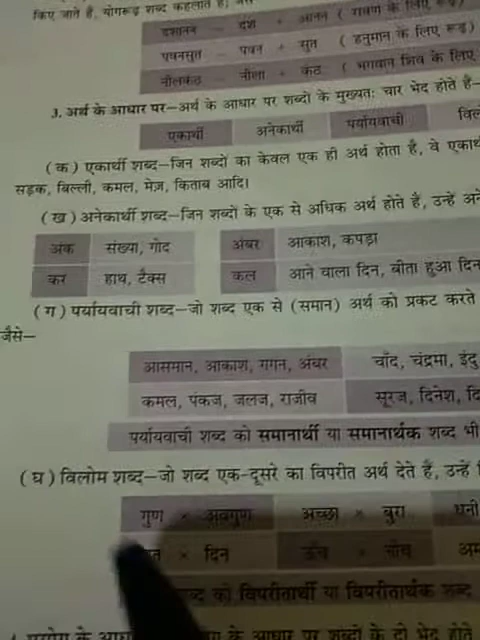 किए जाते हैं, योगरूढ़ शब्द कहलाते हैं; जैसे
दशानन – दश + आनन ( रावण के लिए रूढ़)
पवनसुत – पवन + सुत ( हनुमान के लिए रूढ़)
नीलकंठ – नीला + कंठ ( भगवान शिव के लिए
3. अर्थ के आधार पर–अर्थ के आधार पर शब्दों के मुख्यतः चार भेद होते हैं–
एकार्थी अनेकार्थी पर्यायवाची
(क) एकार्थी शब्द–जिन शब्दों का केवल एक ही अर्थ होता है, वे
सड़क, बिल्ली, कमल, मेज़, किताब आदि।
(ख) अनेकार्थी शब्द–जिन शब्दों के एक से अधिक अर्थ होते हैं, उन्हें
अंक संख्या, गोद अंबर आकाश, कपड़ा
कर हाथ, टैक्स कल आने वाला दिन, बीता हुआ दिन
(ग) पर्यायवाची शब्द–जो शब्द एक से (समान) अर्थ को प्रकट करते
जैसे–
आसमान, आकाश, गगन, अंबर चाँद, चंद्रमा, इंदु
कमल, पंकज, जलज, राजीव सूरज, दिनेश,
पर्यायवाची शब्द को समानार्थी या समानार्थक शब्द भी
(घ) विलोम शब्द–जो शब्द एक-दूसरे का विपरीत अर्थ देते हैं, उन्हें
गुण × अवगुण अच्छा × बुरा धनी
× दिन ऊँच × नीच
को विपरीतार्थी या विपरीतार्थक शब्द
के आधार पर शब्दों के दो भेद होते